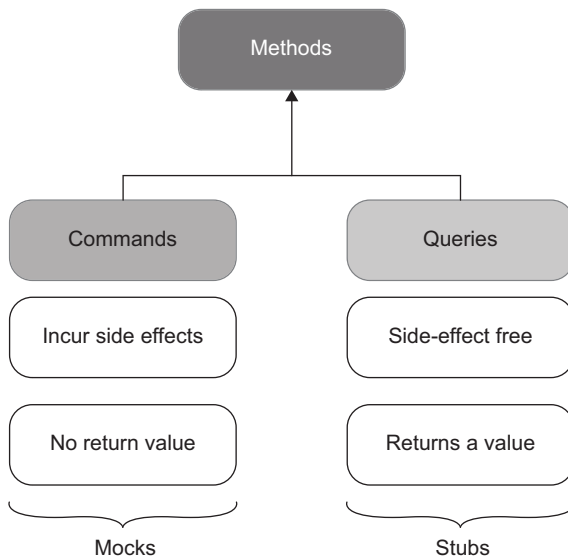 Methods
Commands
Queries
Incur side effects
Side-effect free
No return value
Returns a value
Mocks
Stubs